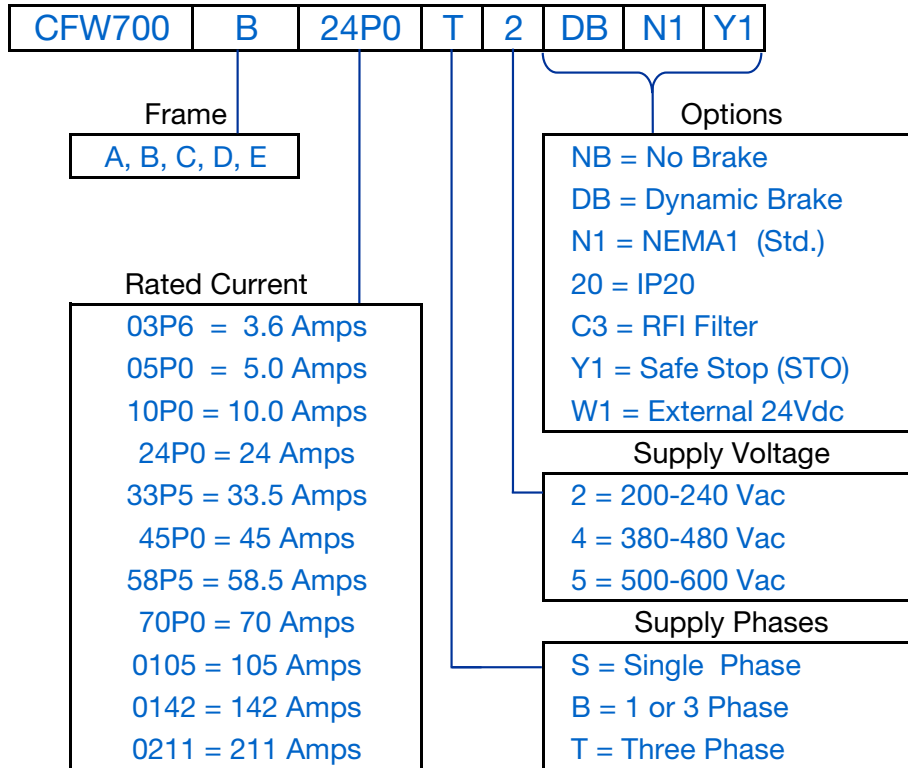 CFW700 B 24P0 T 2 DB N1 Y1
Frame
A, B, C, D, E
Rated Current
03P6 = 3.6 Amps
05P0 = 5.0 Amps
10P0 = 10.0 Amps
24P0 = 24 Amps
33P5 = 33.5 Amps
45P0 = 45 Amps
58P5 = 58.5 Amps
70P0 = 70 Amps
0105 = 105 Amps
0142 = 142 Amps
0211 = 211 Amps
Options
NB = No Brake
DB = Dynamic Brake
N1 = NEMA1 (Std.)
20 = IP20
C3 = RFI Filter
Y1 = Safe Stop (STO)
W1 = External 24Vdc
Supply Voltage
2 = 200-240 Vac
4 = 380-480 Vac
5 = 500-600 Vac
Supply Phases
S = Single Phase
B = 1 or 3 Phase
T = Three Phase